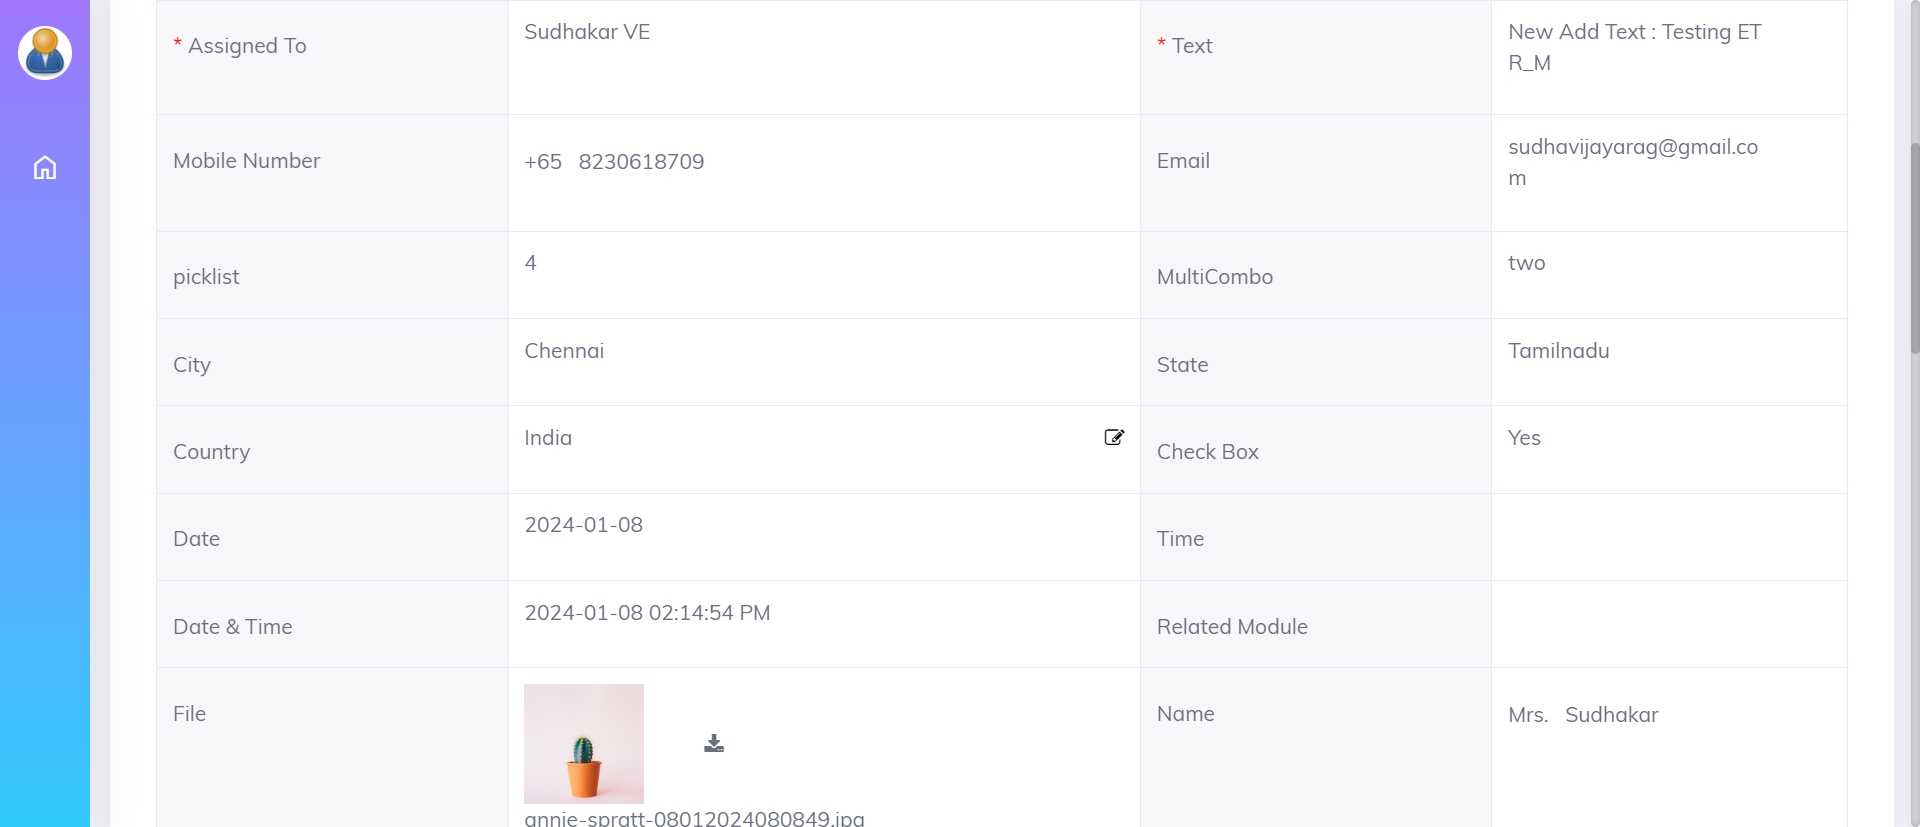 * Assigned To
Sudhakar VE
* Text
New Add Text : Testing ET
R_M
Mobile Number
+65 8230618709
Email
sudhavijayarag@gmail.co
m
picklist
4
MultiCombo
two
City
Chennai
State
Tamilnadu
Country
India
Check Box
Yes
Date
2024-01-08
Time
Date & Time
2024-01-08 02:14:54 PM
Related Module
File
annie-spratt-08012024080849.jpg
Name
Mrs. Sudhakar